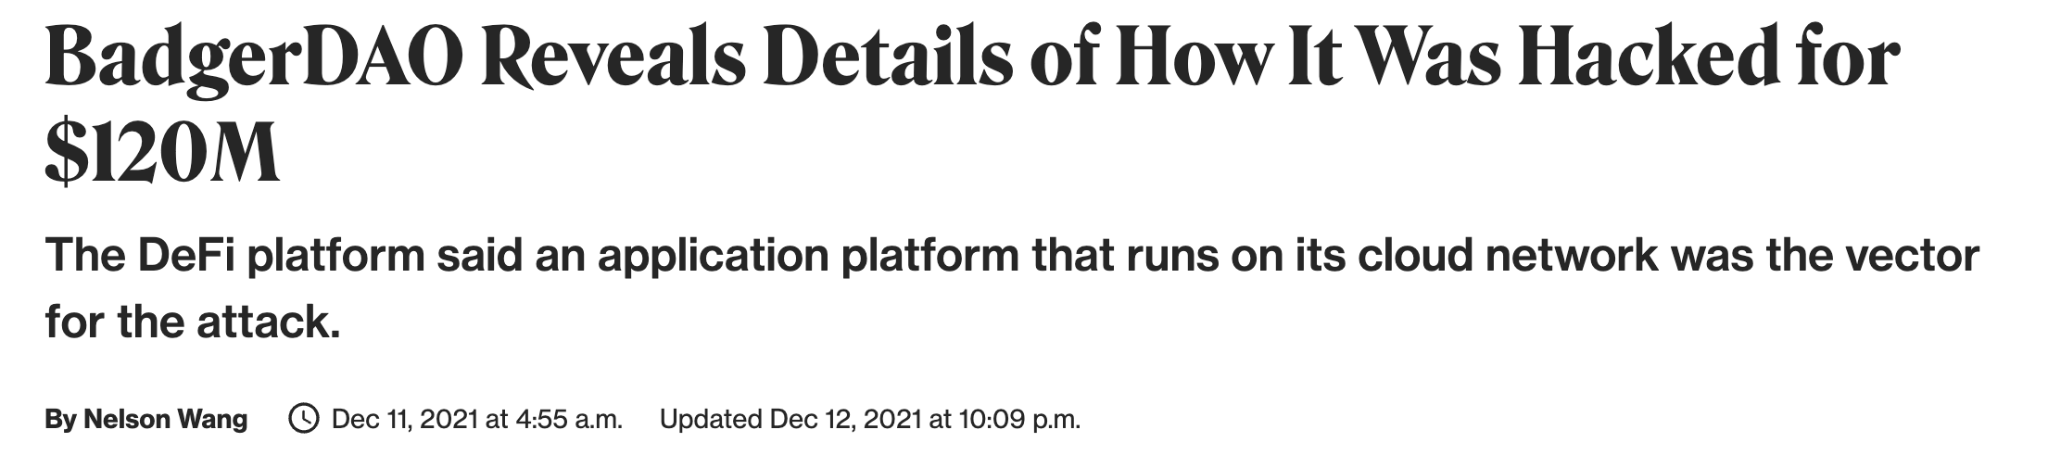 BadgerDAO Reveals Details of How It Was Hacked for
$120M
The DeFi platform said an application platform that runs on its cloud network was the vector
for the attack.
By Nelson Wang Dec 11, 2021 at 4:55 a.m. Updated Dec 12, 2021 at 10:09 p.m.